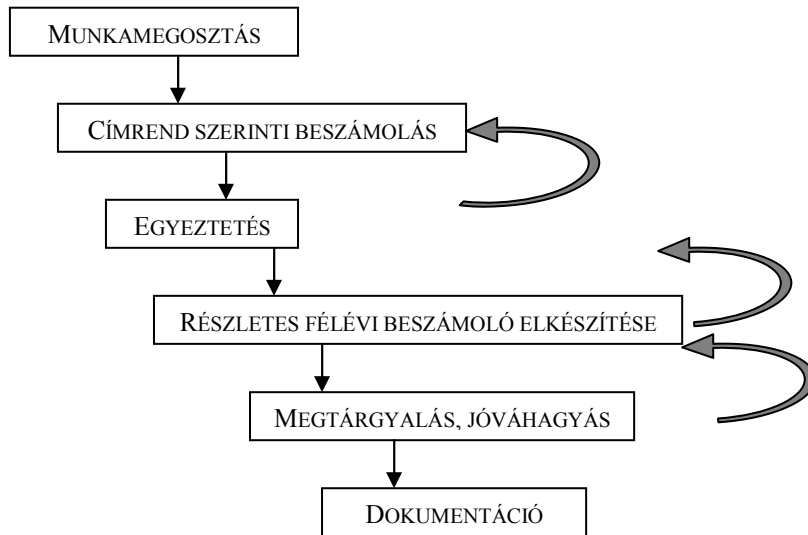 MUNKAMEGOSZTÁS
CÍMREND SZERINTI BESZÁMOLÁS
EGYEZTETÉS
RÉSZLETES FÉLÉVI BESZÁMOLÓ ELKÉSZÍTÉSE
MEGTÁRGYALÁS, JÓVÁHAGYÁS
DOKUMENTÁCIÓ